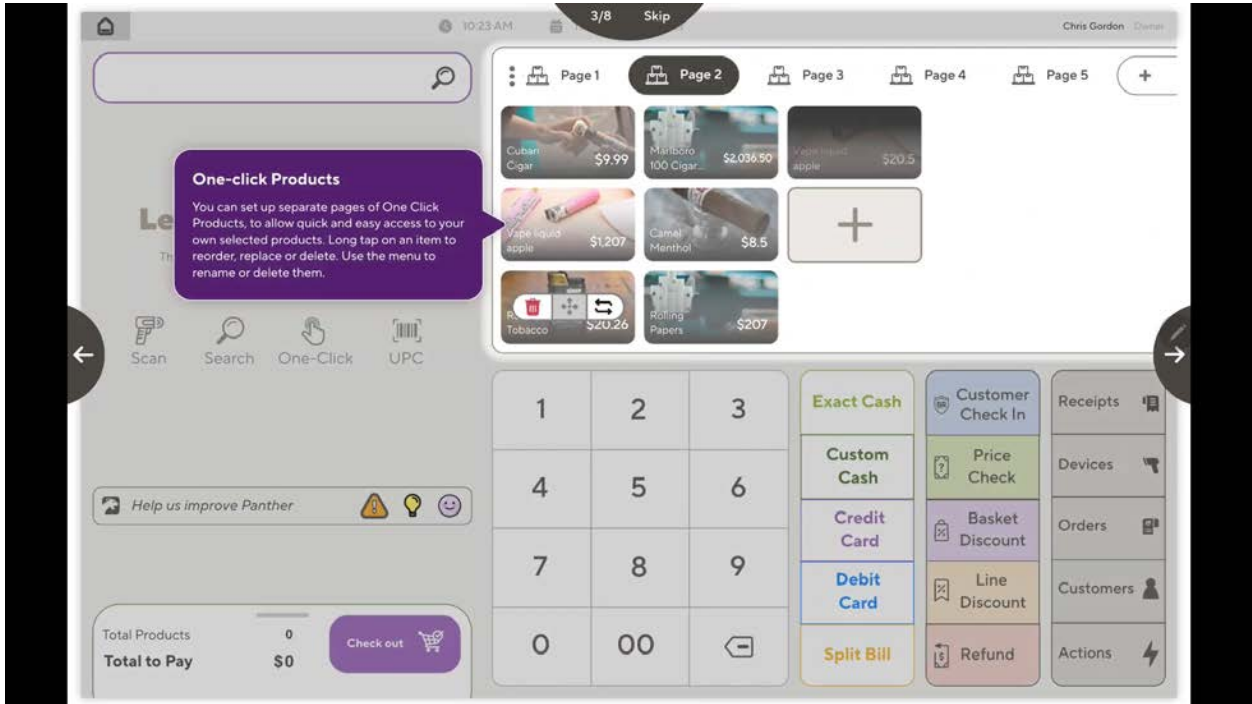 3/8 Skip
10:23 AM
Chris Gordon Owner
Page 1
Page 2
Page 3
Page 4
Page 5
+
Cuban
Cigar
$9.99
Marlboro
100 Cigar...
$2,036.50
Vape liquid
apple
$20.5
One-click Products
You can set up separate pages of One Click
Products, to allow quick and easy access to your
own selected products. Long tap on an item to
reorder, replace or delete. Use the menu to
rename or delete them.
Le
Th
Vape liquid
apple
$1,207
Camel
Menthol
$8.5
Tobacco
$20.26
Rolling
Papers
$207
Scan
Search
One-Click
UPC
Help us improve Panther
Total Products 0
Total to Pay $0
Check out
1 2 3
4 5 6
7 8 9
0 00
Exact Cash
Custom
Cash
Credit
Card
Debit
Card
Split Bill
Customer
Check In
Price
Check
Basket
Discount
Line
Discount
Refund
Receipts
Devices
Orders
Customers
Actions